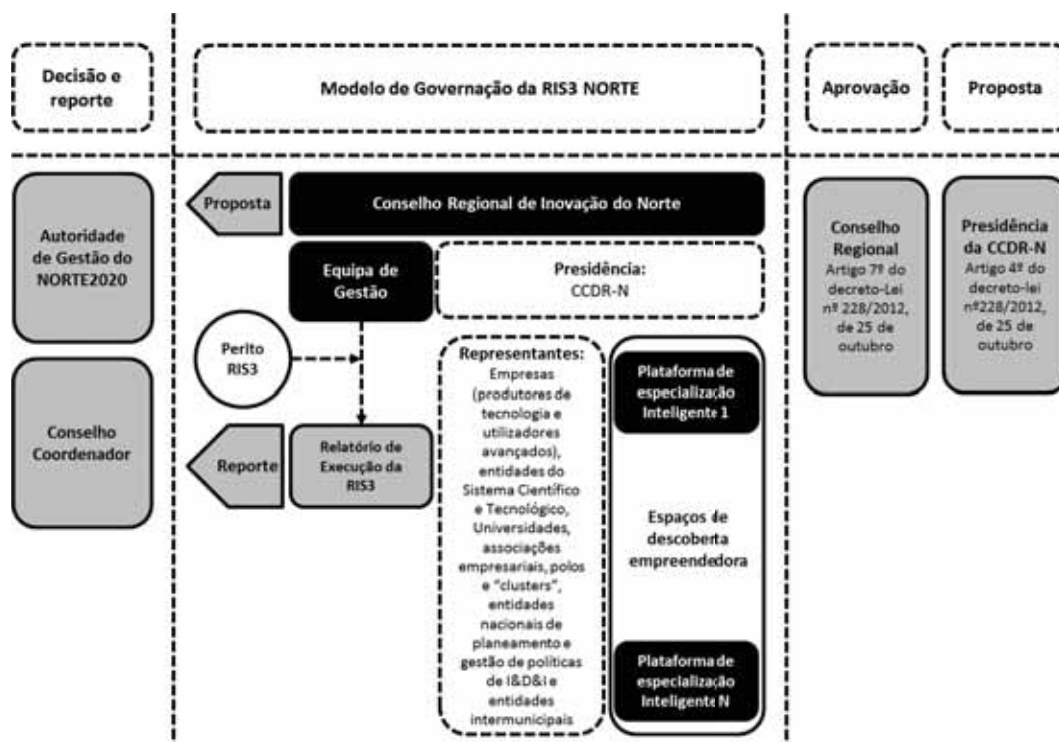 Decisão e
reporte
Modelo de Governação da RIS3 NORTE
Aprovação
Proposta
Autoridade
de Gestão do
NORTE2020
Conselho
Coordenador
Proposta
Conselho Regional de Inovação do Norte
Equipa de
Gestão
Presidência:
CCDR-N
Perito
RIS3
Reporte
Relatório de
Execução da
RIS3
Representantes:
Empresas
(produtores de
tecnologia e
utilizadores
avançados),
entidades do
Sistema Científico
e Tecnológico,
Universidades,
associações
empresariais, polos
e “clusters”,
entidades
nacionais de
planeamento e
gestão de políticas
de I&D&I e
entidades
intermunicipais
Plataforma de
especialização
Inteligente 1
Espaços de
descoberta
empreendedora
Plataforma de
especialização
Inteligente N
Conselho
Regional
Artigo 7º do
decreto-Lei
nº 228/2012,
de 25 de
outubro
Presidência
da CCDR-N
Artigo 4º do
decreto-lei
nº228/2012,
de 25 de
outubro